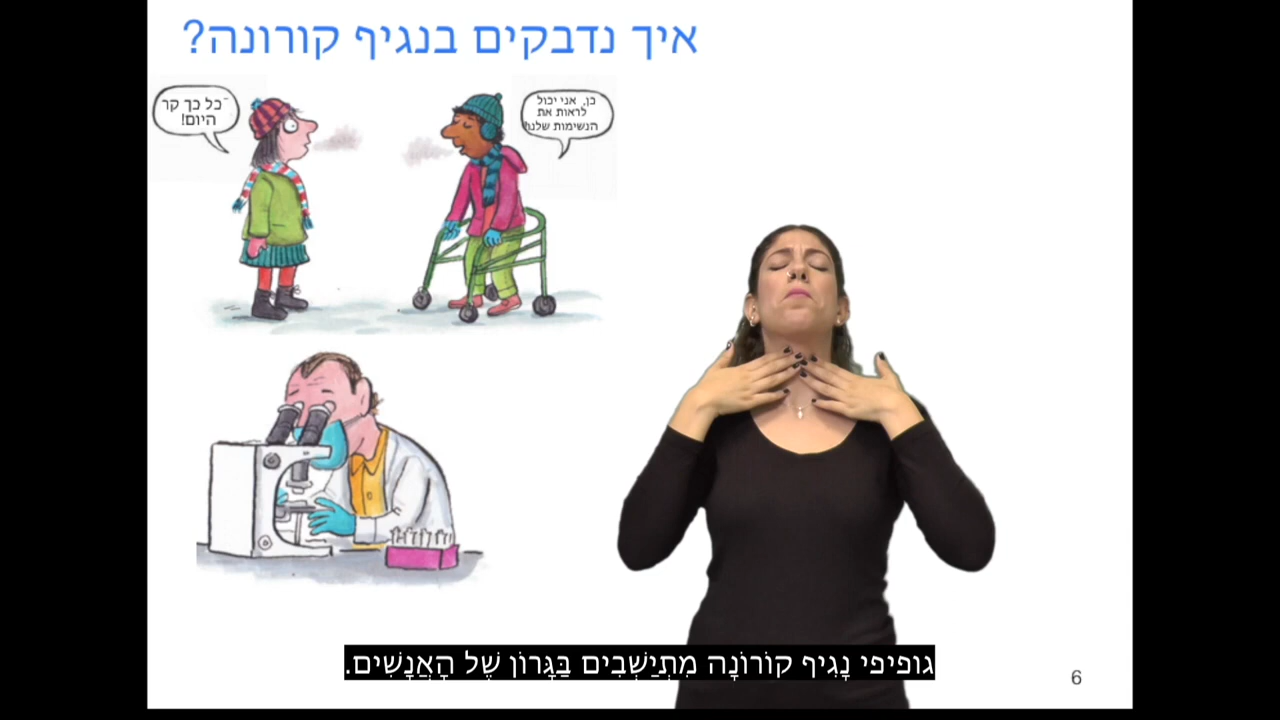 איך נדבקים בנגיף קורונה?
כל כך קר
היום!
כן, אני יכול
לראות את
הנשימות שלנו!
גופיפי נָגִיף קוֹרוֹנָה מִתְיַשְּׁבִים בַּגָּרוֹן שֶׁל הָאֲנָשִׁים.
6